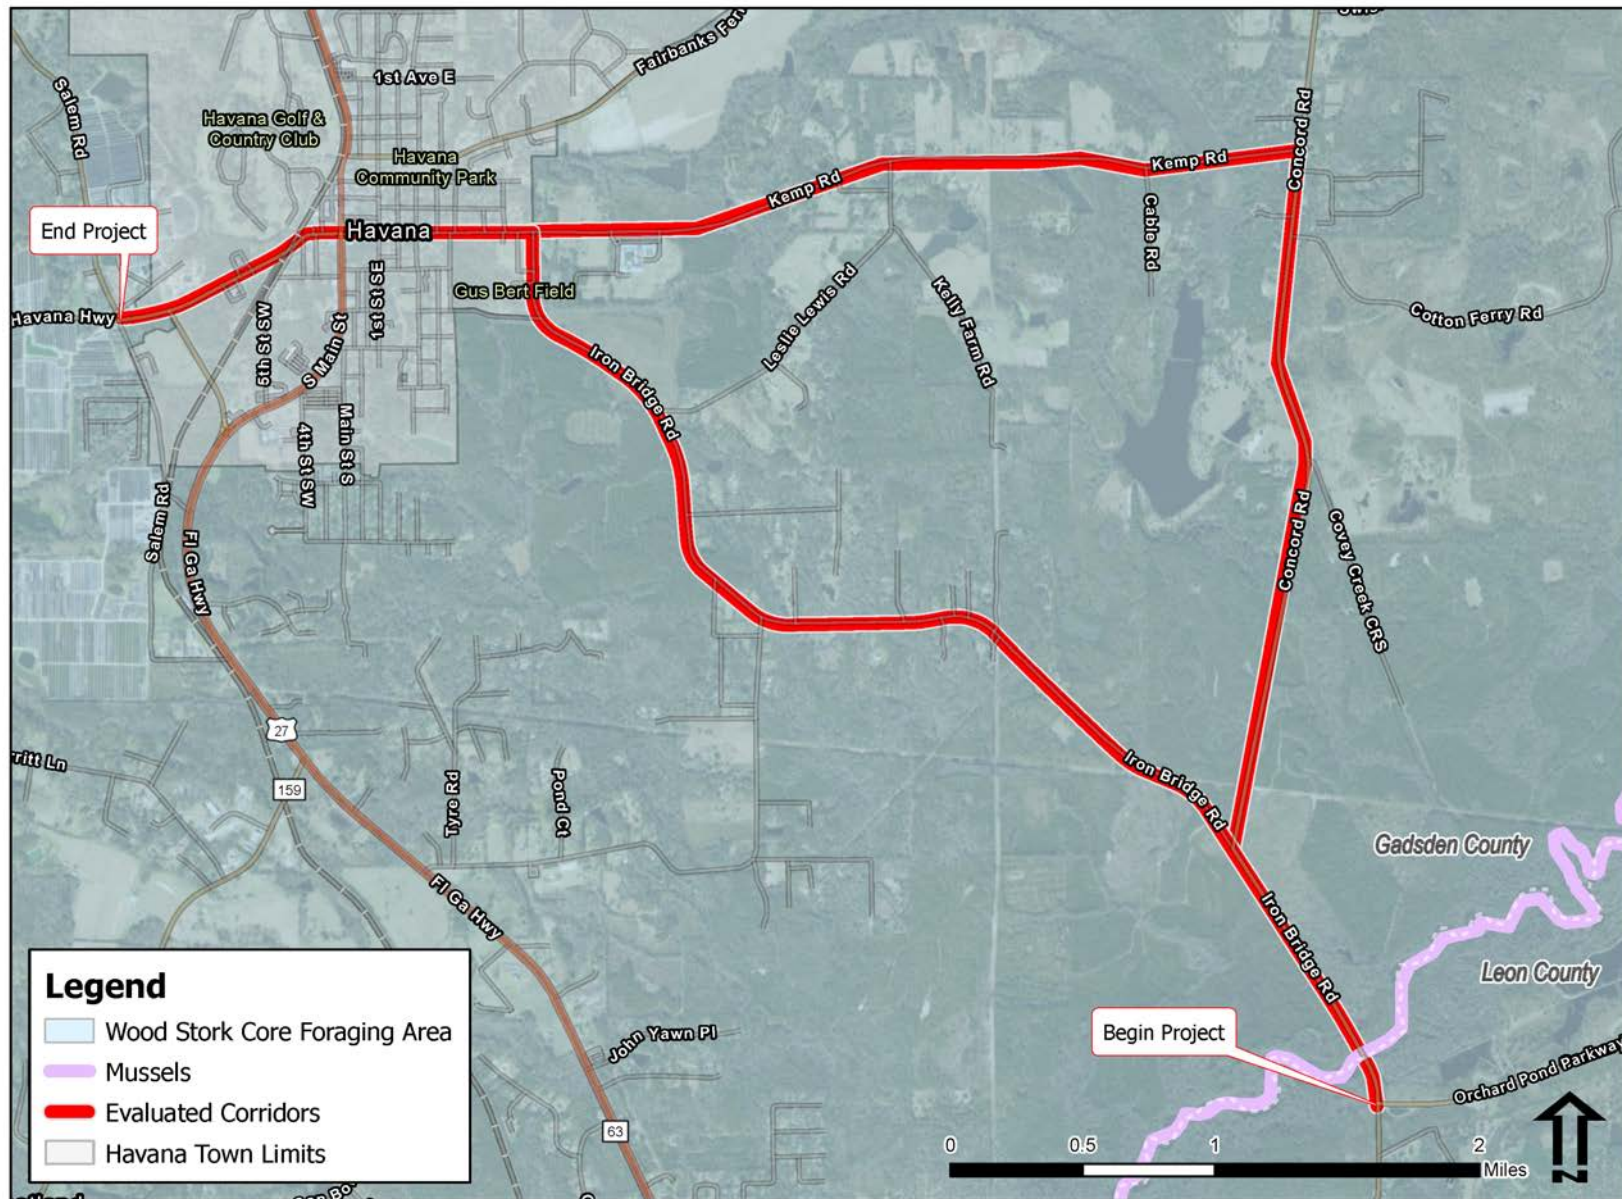 1st Ave E
Fairbanks Ferr
Salem Rd
Havana Golf &
Country Club
Havana
Community Park
Concord Rd
Kemp Rd
Kemp Rd
Cable Rd
End Project
Havana
Gus Bert Field
1st St SE
Havana Hwy
5th St SW
S Main St
Leslie Lewis Rd
Kelly Farm Rd
Cotton Ferry Rd
Iron Bridge Rd
Main St S
4th St SW
Salem Rd
Fl Ga Hwy
Concord Rd
Covey Creek CRS
27
159
rritt Ln
Tyre Rd
Pond Ct
Iron Bridge Rd
Gadsden County
Fl Ga Hwy
Iron Bridge Rd
Leon County
Begin Project
John Yawn Pl
Orchard Pond Parkway
63
Legend
Wood Stork Core Foraging Area
Mussels
Evaluated Corridors
Havana Town Limits
0 0.5 1 2
Miles
N